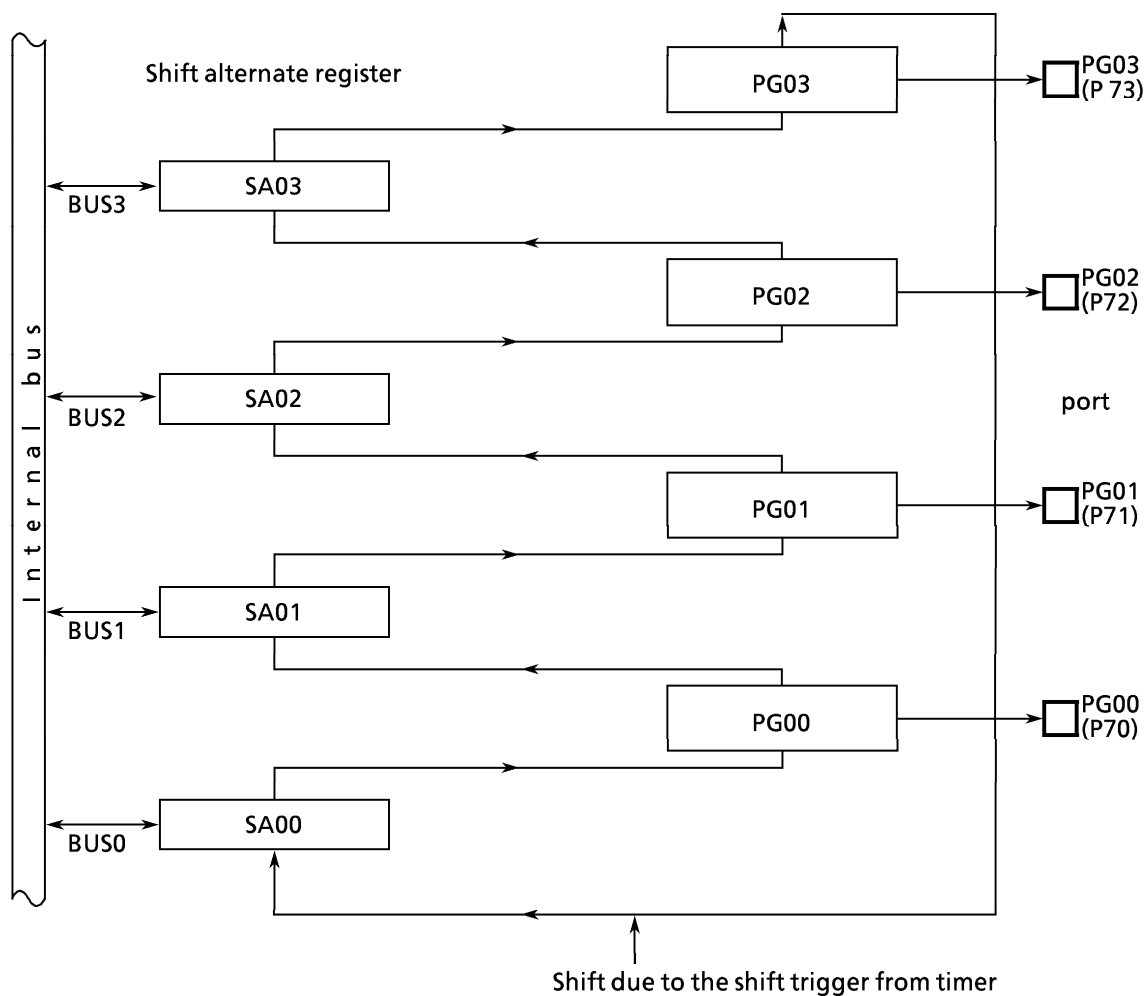 Shift alternate register
PG03
PG03
(P 73)
SA03
BUS3
PG02
PG02
(P72)
Internal bus
SA02
BUS2
port
PG01
PG01
(P71)
SA01
BUS1
PG00
PG00
(P70)
SA00
BUS0
Shift due to the shift trigger from timer